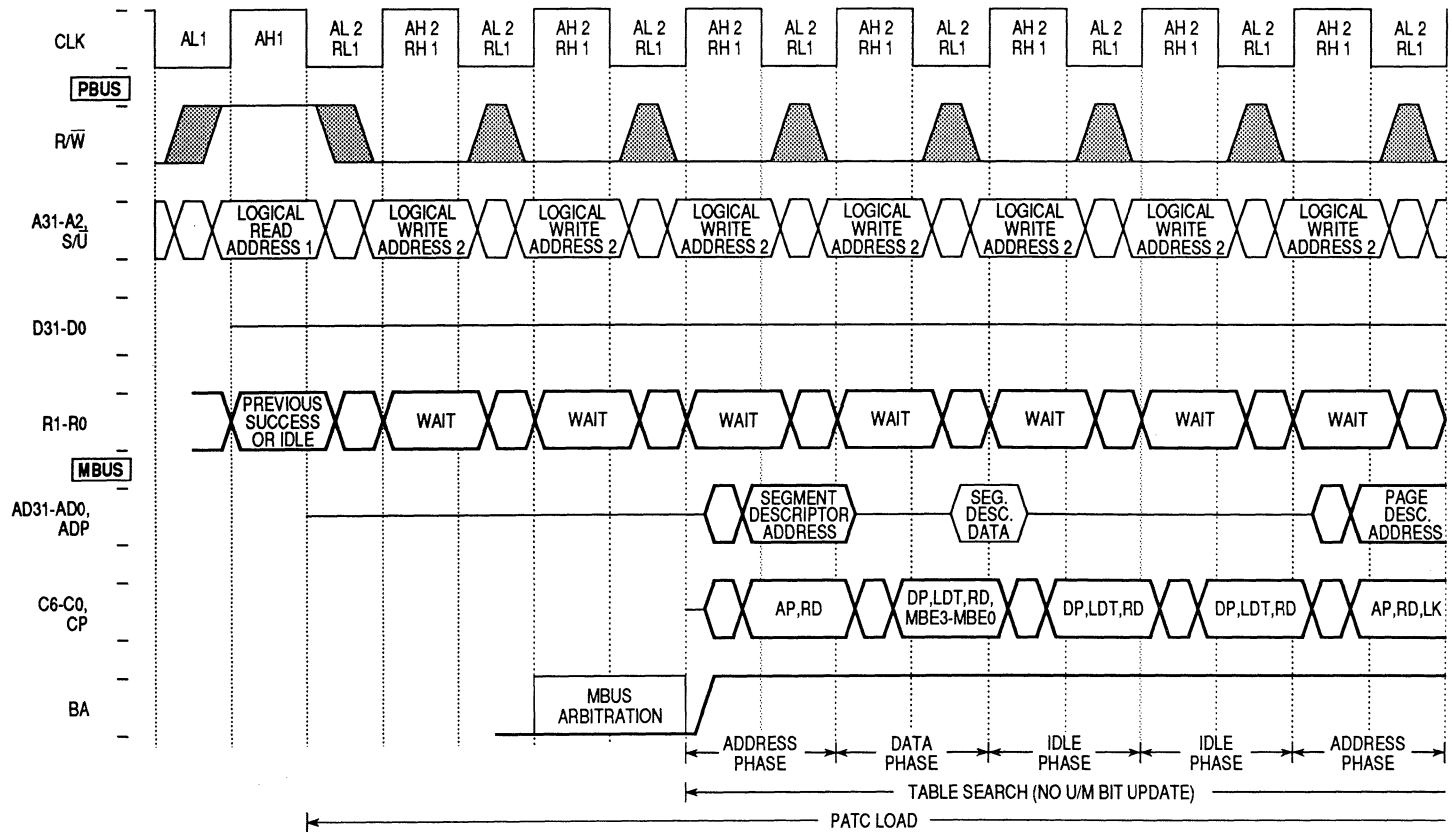 CLK
AL1 AH1 AL 2 AH 2 AL 2 AH 2 AL 2 AH 2 AL 2 AH 2 AL 2 AH 2 AL 2 AH 2 AL 2 AH 2 AL 2
RL1 RH 1 RL1 RH 1 RL1 RH 1 RL1 RH 1 RL1 RH 1 RL1 RH 1 RL1 RH 1 RL1
PBUS
R/W̅
A31-A2,
S/U̅
LOGICAL LOGICAL LOGICAL LOGICAL LOGICAL LOGICAL LOGICAL LOGICAL
READ WRITE WRITE WRITE WRITE WRITE WRITE WRITE
ADDRESS 1 ADDRESS 2 ADDRESS 2 ADDRESS 2 ADDRESS 2 ADDRESS 2 ADDRESS 2 ADDRESS 2
D31-D0
R1-R0
PREVIOUS
SUCCESS
OR IDLE
WAIT WAIT WAIT WAIT WAIT WAIT WAIT
MBUS
AD31-AD0,
ADP
SEGMENT
DESCRIPTOR
ADDRESS
SEG.
DESC.
DATA
PAGE
DESC.
ADDRESS
C6-C0,
CP
AP,RD
DP,LDT,RD,
MBE3-MBE0
DP,LDT,RD
DP,LDT,RD
AP,RD,LK
BA
MBUS
ARBITRATION
ADDRESS DATA IDLE IDLE ADDRESS
PHASE PHASE PHASE PHASE PHASE
TABLE SEARCH (NO U/M BIT UPDATE)
PATC LOAD